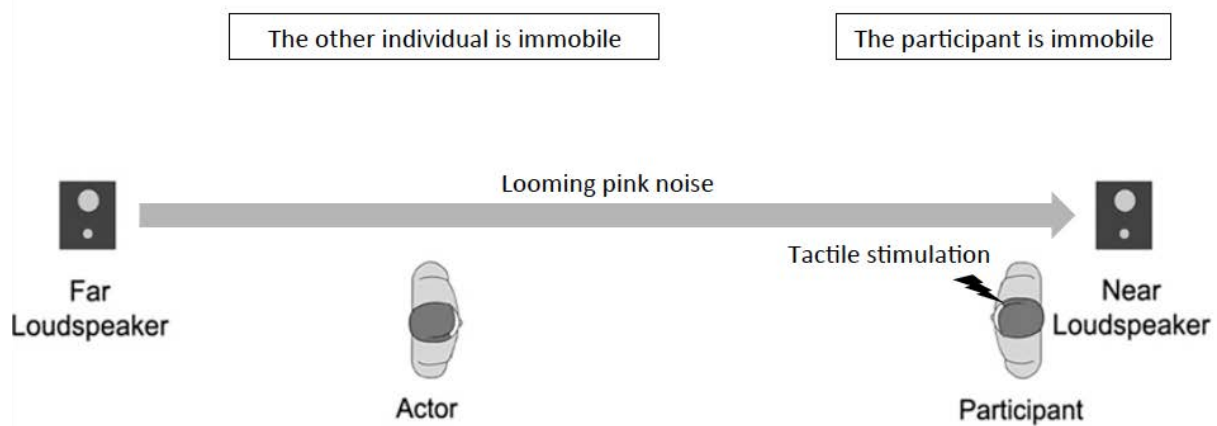 The other individual is immobile
The participant is immobile
Looming pink noise
Tactile stimulation
Far
Loudspeaker
Near
Loudspeaker
Actor
Participant